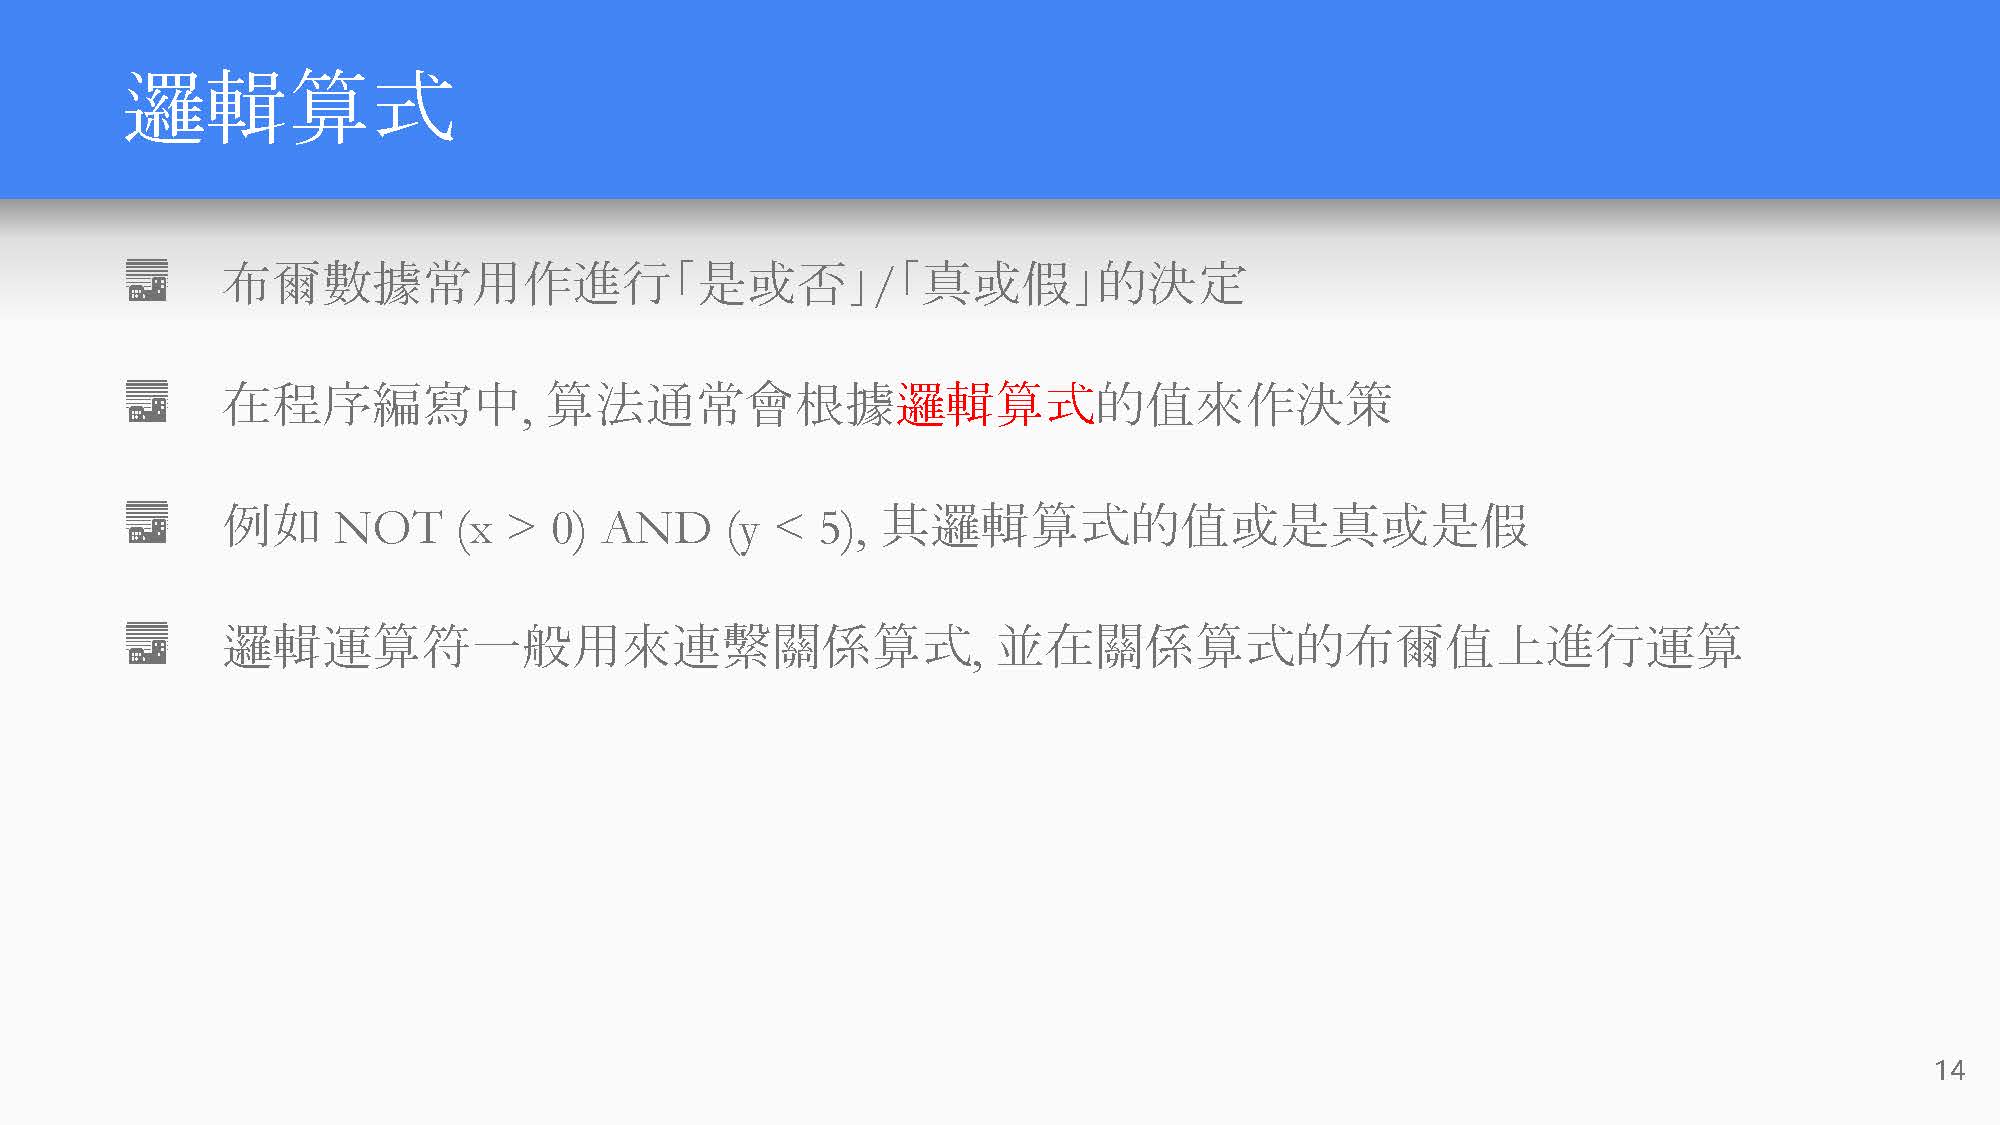 邏輯算式
布爾數據常用作進行「是或否」/「真或假」的決定
在程序編寫中, 算法通常會根據邏輯算式的值來作決策
例如 NOT (x > 0) AND (y < 5), 其邏輯算式的值或是真或是假
邏輯運算符一般用來連繫關係算式, 並在關係算式的布爾值上進行運算
14